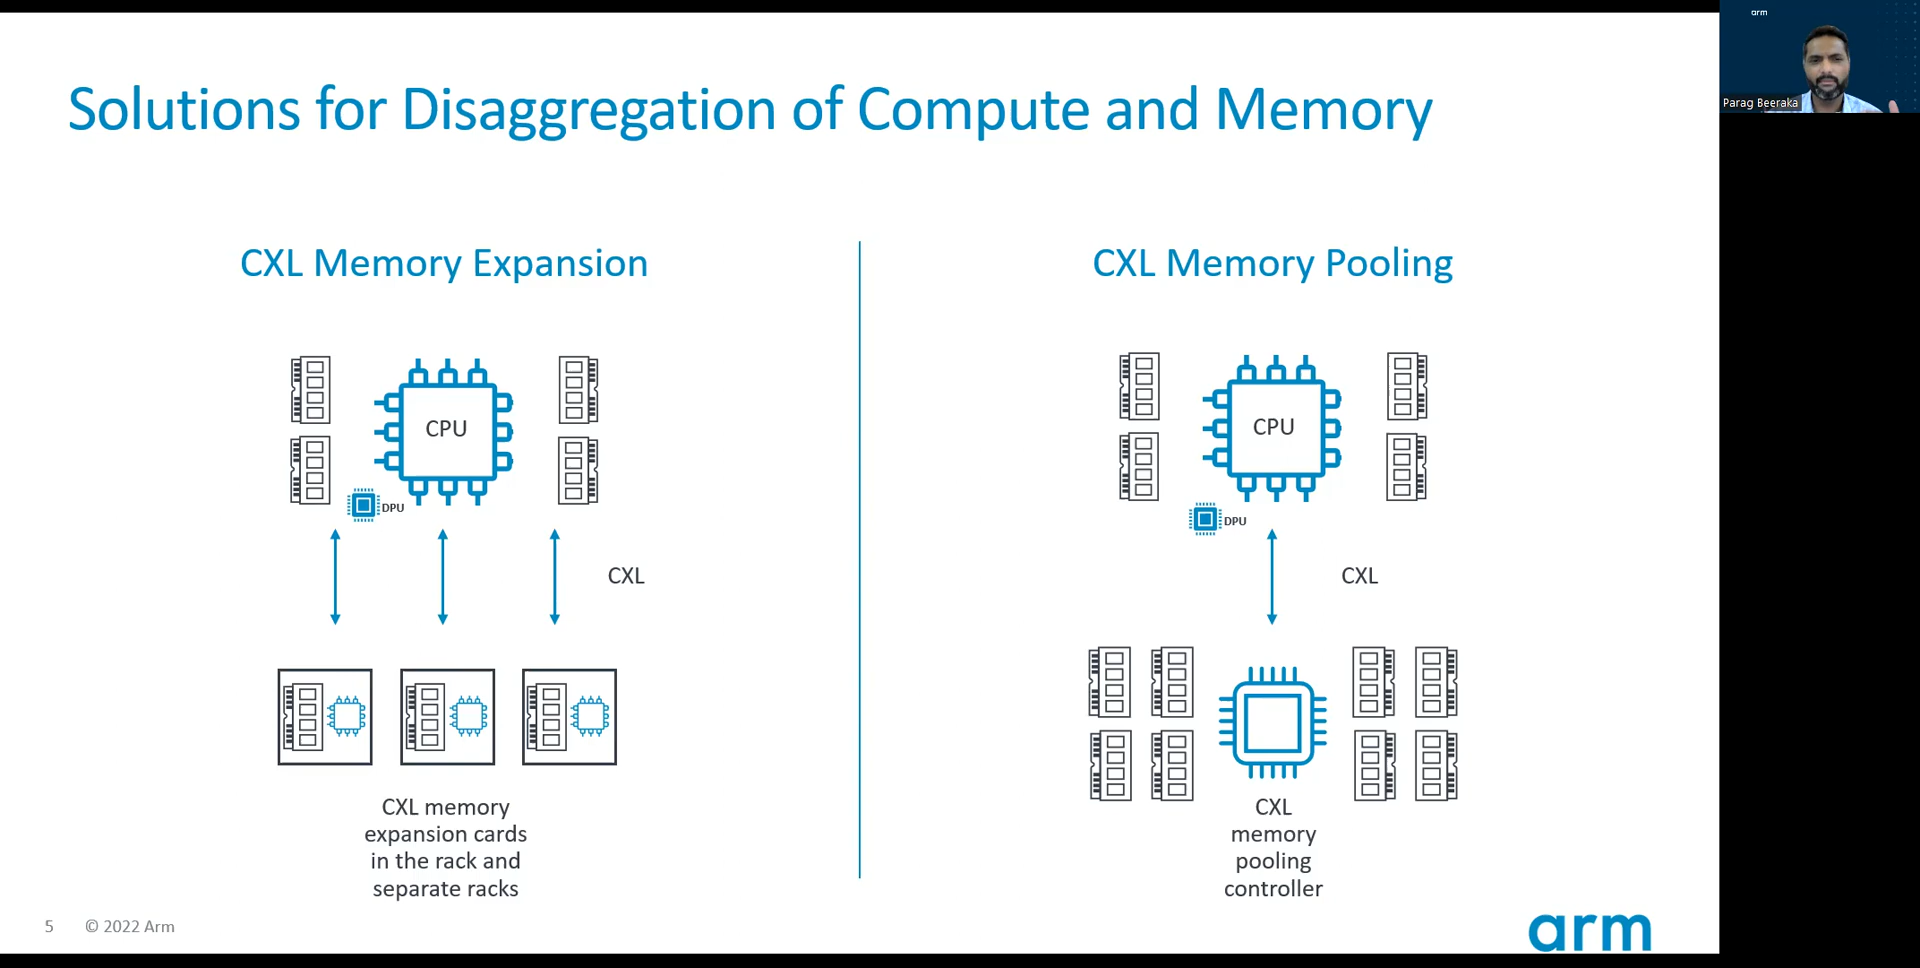 Solutions for Disaggregation of Compute and Memory
CXL Memory Expansion
CPU
DPU
CXL
CXL memory
expansion cards
in the rack and
separate racks
CXL Memory Pooling
CPU
DPU
CXL
CXL
memory
pooling
controller
5 © 2022 Arm
arm
arm
Parag Beeraka